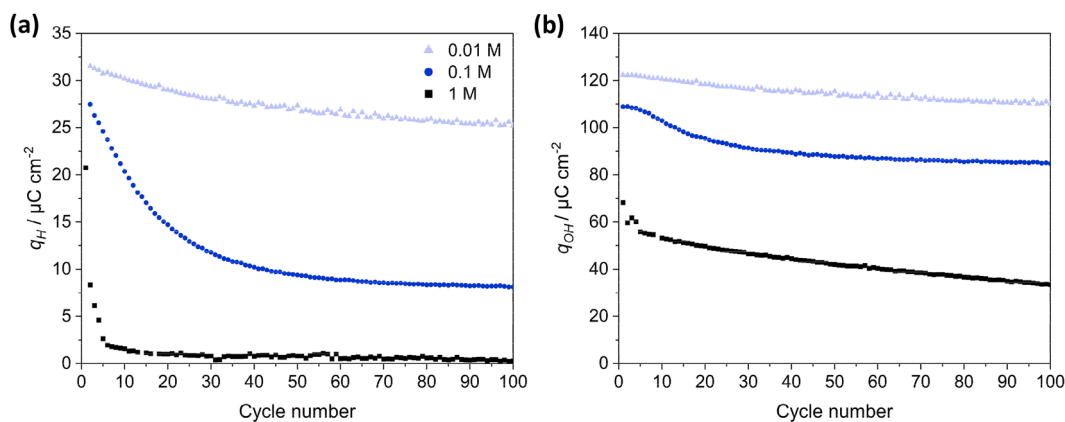 (a)
35
30
25
20
15
10
5
0
q_H / μC cm⁻²
0.01 M
0.1 M
1 M
0 10 20 30 40 50 60 70 80 90 100
Cycle number
(b)
140
120
100
80
60
40
20
0
q_OH / μC cm⁻²
0 10 20 30 40 50 60 70 80 90 100
Cycle number